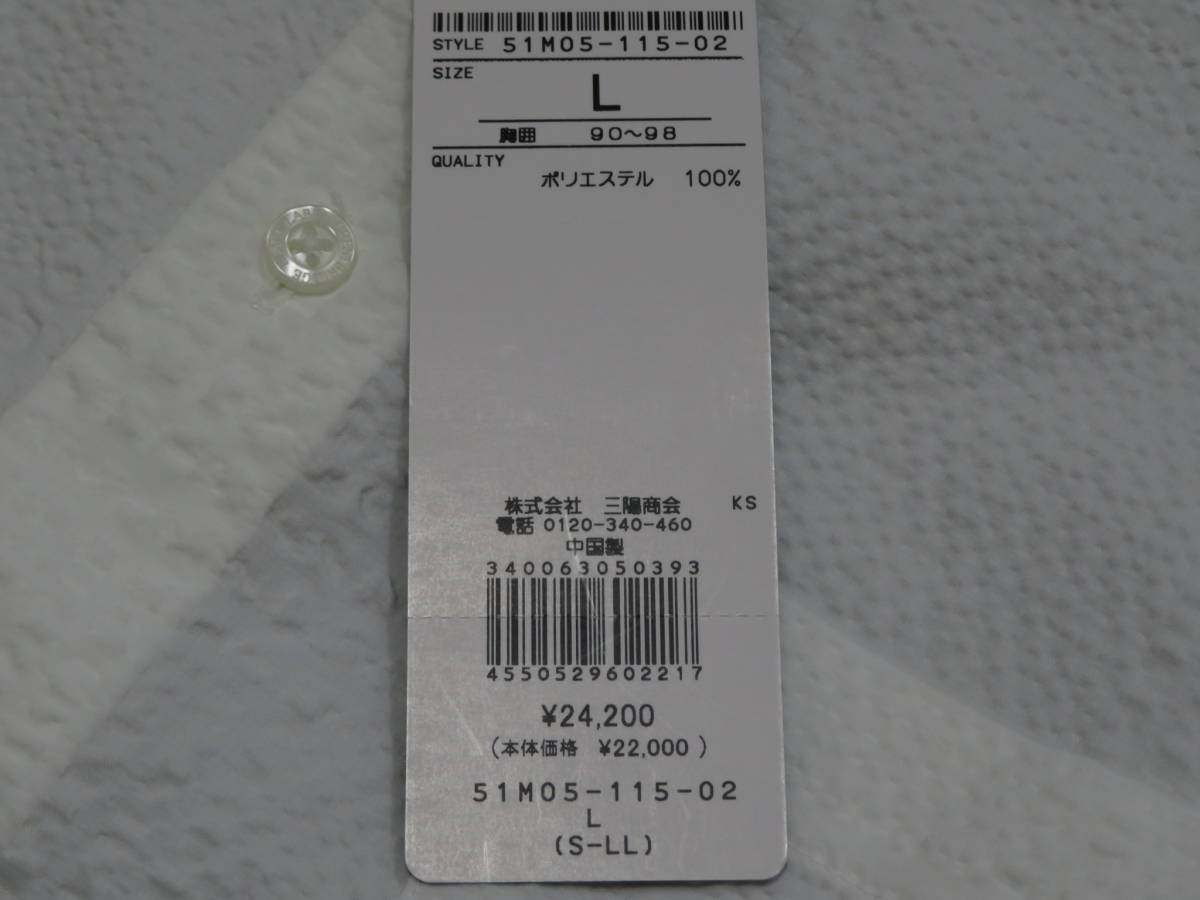 STYLE 51M05-115-02
SIZE
L
胸囲 90~98
QUALITY
ポリエステル 100%
株式会社 三陽商会 KS
電話 0120-340-460
中国製
340063050393
4550529602217
¥24,200
(本体価格 ¥22,000)
51M05-115-02
L
(S-LL)